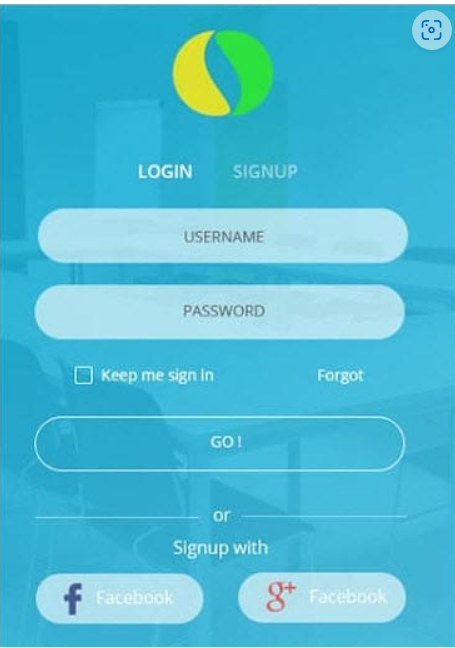 LOGIN SIGNUP
USERNAME
PASSWORD
Keep me sign in Forgot
GO !
or
Signup with
f Facebook g+ Facebook